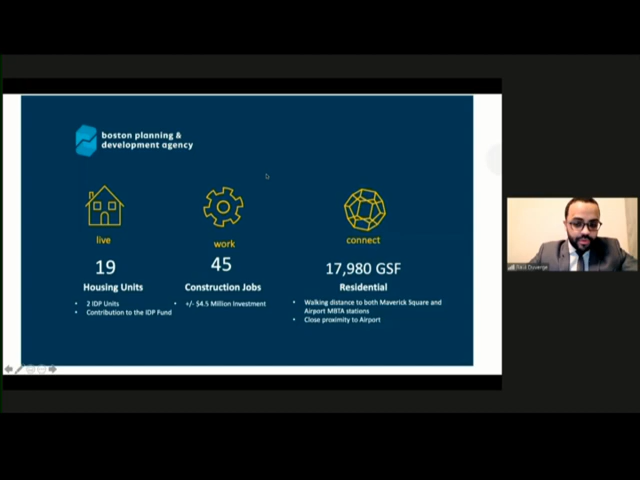 boston planning &
development agency
live
work
connect
19
45
17,980 GSF
Housing Units
Construction Jobs
Residential
• 2 IDP Units
• Contribution to the IDP Fund
• +/- $4.5 Million Investment
• Walking distance to both Maverick Square and
Airport MBTA stations
• Close proximity to Airport